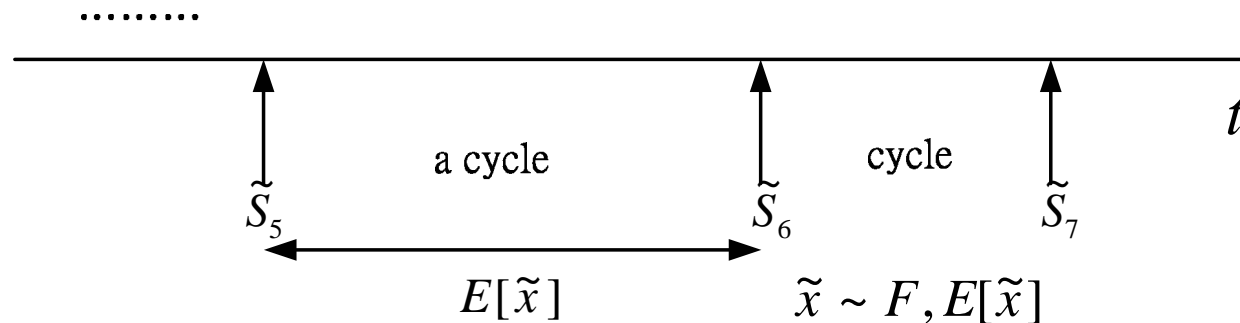 .........
t
a cycle cycle
S̃₅ S̃₆ S̃₇
E[x̃] x̃ ~ F, E[x̃]